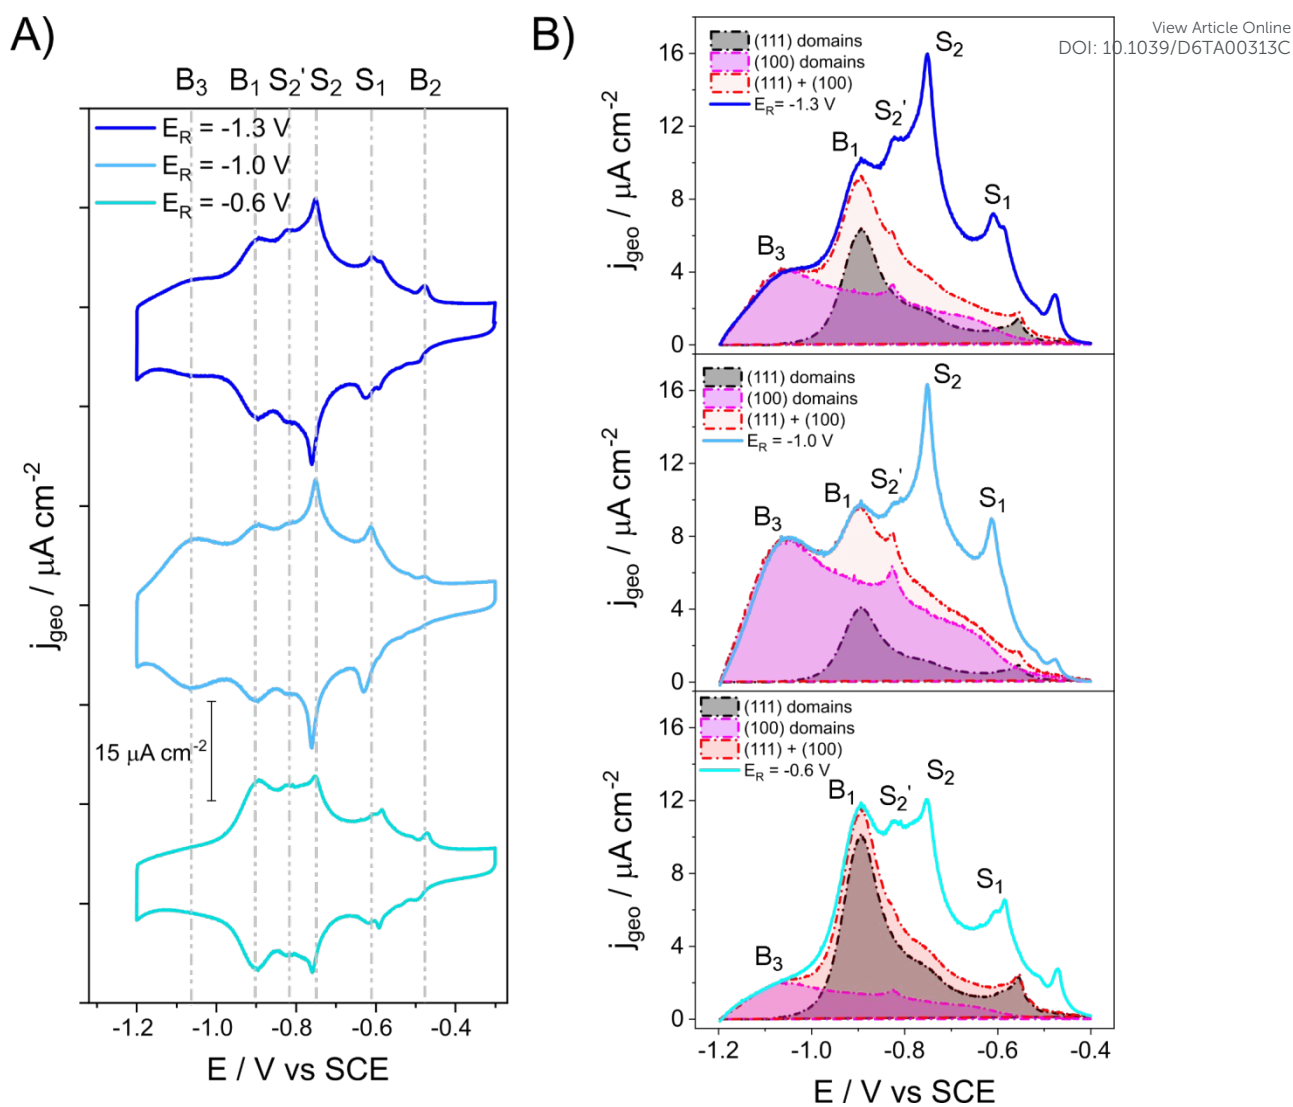 A)
B3 B1 S2' S2 S1 B2
ER = -1.3 V
ER = -1.0 V
ER = -0.6 V
15 μA cm-2
jgeo / μA cm-2
-1.2 -1.0 -0.8 -0.6 -0.4
E / V vs SCE
B)
View Article Online
DOI: 10.1039/D6TA00313C
(111) domains
(100) domains
(111) + (100)
ER= -1.3 V
B3 B1 S2' S2 S1
16
12
8
4
0
jgeo / μA cm-2
(111) domains
(100) domains
(111) + (100)
ER = -1.0 V
B3 B1 S2' S2 S1
16
12
8
4
0
jgeo / μA cm-2
(111) domains
(100) domains
(111) + (100)
ER = -0.6 V
B3 B1 S2' S2 S1
16
12
8
4
0
jgeo / μA cm-2
-1.2 -1.0 -0.8 -0.6 -0.4
E / V vs SCE